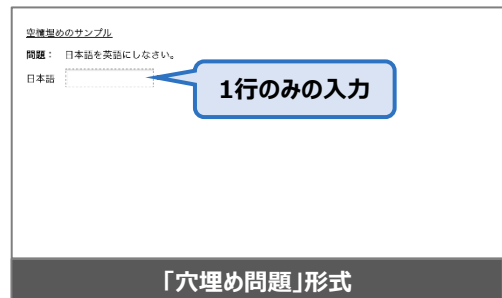 空欄埋めのサンプル
問題： 日本語を英語にしなさい。
日本語
1行のみの入力
「穴埋め問題」形式